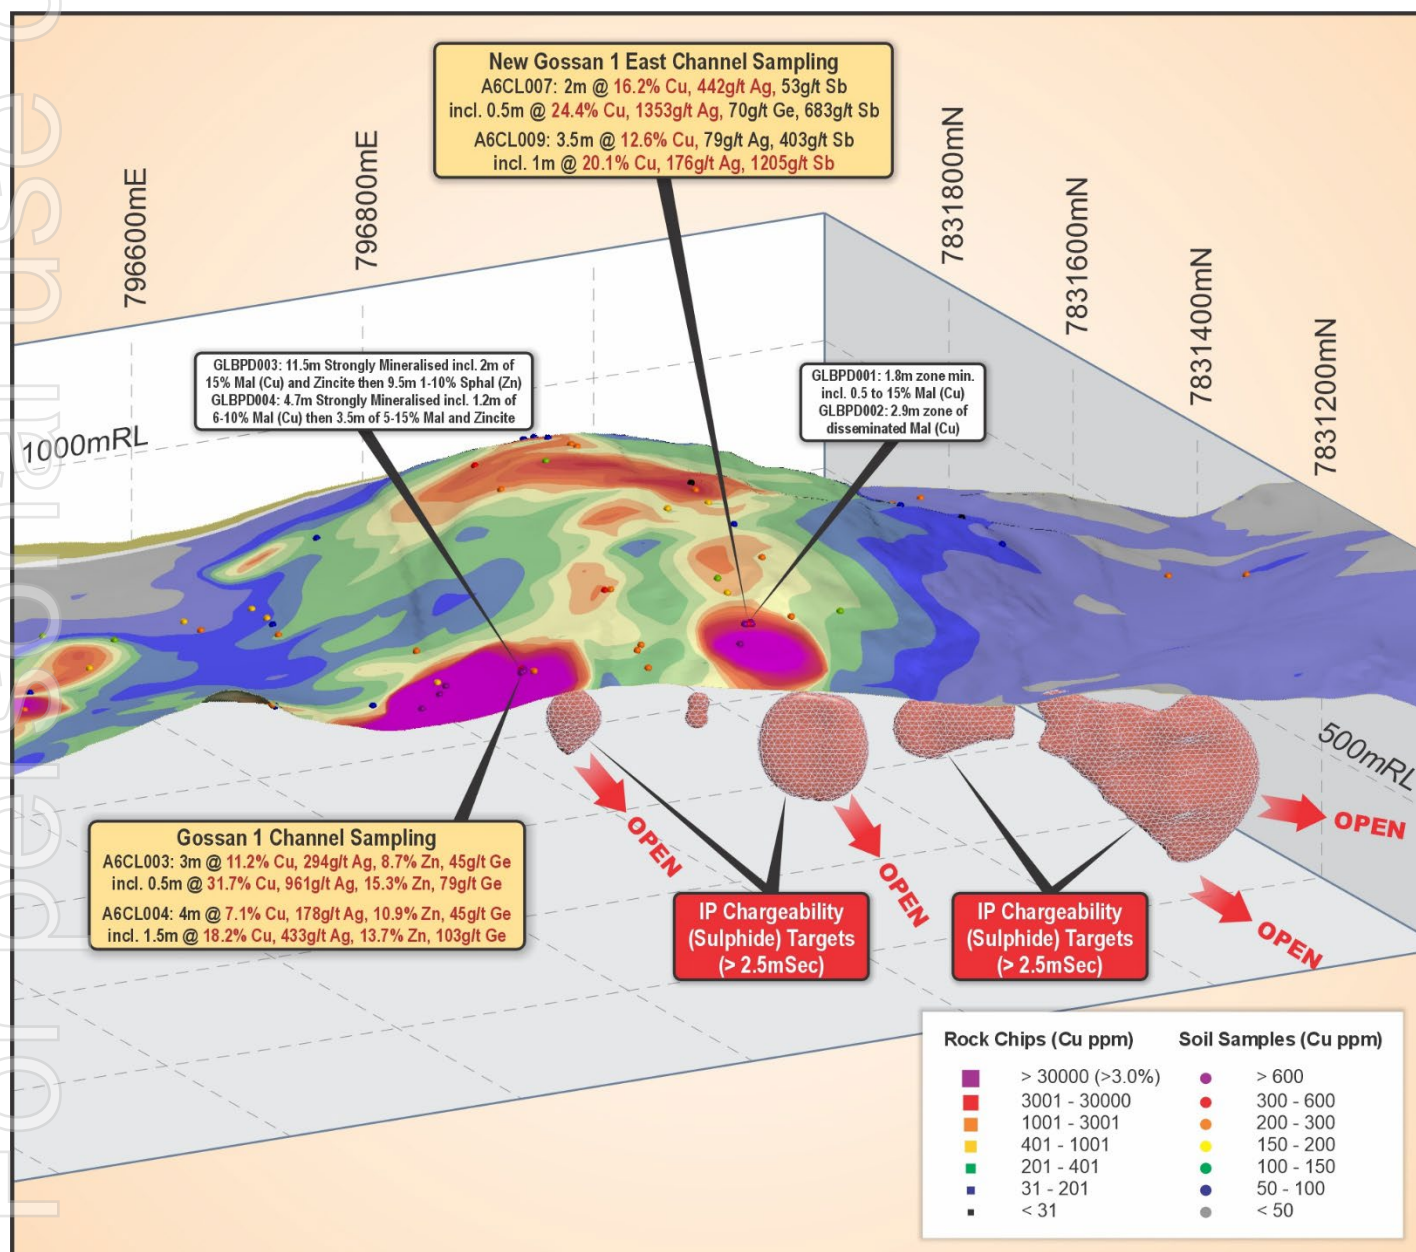 For personal use o
New Gossan 1 East Channel Sampling
A6CL007: 2m @ 16.2% Cu, 442g/t Ag, 53g/t Sb
incl. 0.5m @ 24.4% Cu, 1353g/t Ag, 70g/t Ge, 683g/t Sb
A6CL009: 3.5m @ 12.6% Cu, 79g/t Ag, 403g/t Sb
incl. 1m @ 20.1% Cu, 176g/t Ag, 1205g/t Sb
796600mE
796800mE
7831800mN
7831600mN
7831400mN
7831200mN
GLBPD003: 11.5m Strongly Mineralised incl. 2m of
15% Mal (Cu) and Zincite then 9.5m 1-10% Sphal (Zn)
GLBPD004: 4.7m Strongly Mineralised incl. 1.2m of
6-10% Mal (Cu) then 3.5m of 5-15% Mal and Zincite
GLBPD001: 1.8m zone min.
incl. 0.5 to 15% Mal (Cu)
GLBPD002: 2.9m zone of
disseminated Mal (Cu)
1000mRL
500mRL
OPEN
OPEN
OPEN
OPEN
Gossan 1 Channel Sampling
A6CL003: 3m @ 11.2% Cu, 294g/t Ag, 8.7% Zn, 45g/t Ge
incl. 0.5m @ 31.7% Cu, 961g/t Ag, 15.3% Zn, 79g/t Ge
A6CL004: 4m @ 7.1% Cu, 178g/t Ag, 10.9% Zn, 45g/t Ge
incl. 1.5m @ 18.2% Cu, 433g/t Ag, 13.7% Zn, 103g/t Ge
IP Chargeability
(Sulphide) Targets
(> 2.5mSec)
IP Chargeability
(Sulphide) Targets
(> 2.5mSec)
Rock Chips (Cu ppm)
> 30000 (>3.0%)
3001 - 30000
1001 - 3001
401 - 1001
201 - 401
31 - 201
< 31
Soil Samples (Cu ppm)
> 600
300 - 600
200 - 300
150 - 200
100 - 150
50 - 100
< 50